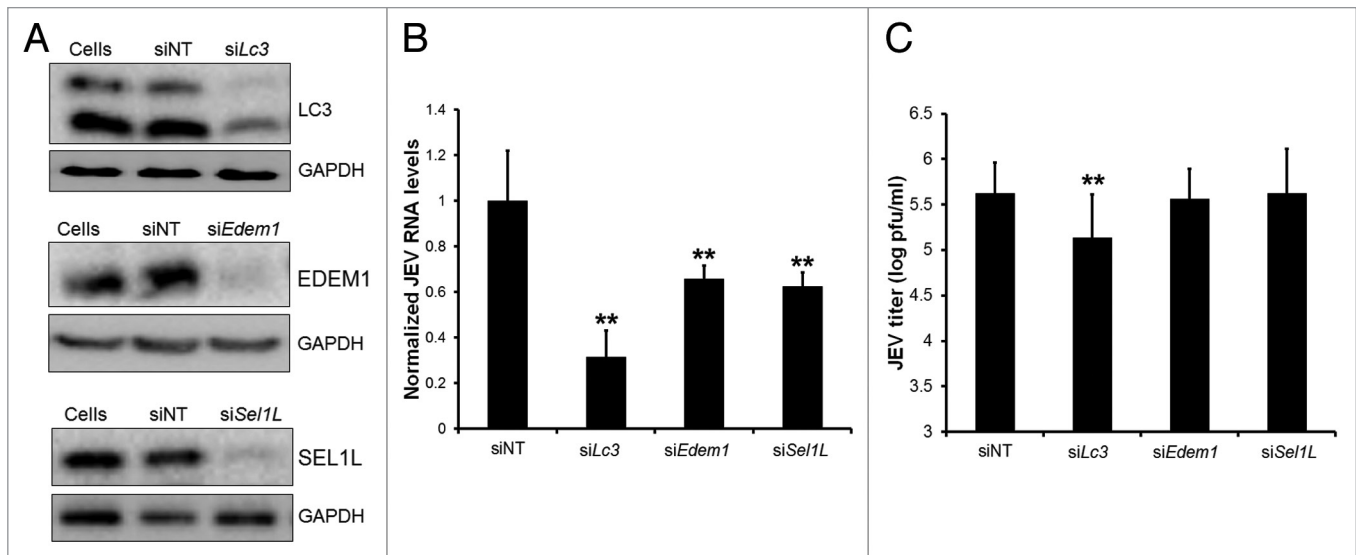 A
Cells siNT siLc3
LC3
GAPDH
Cells siNT siEdem1
EDEM1
GAPDH
Cells siNT siSel1L
SEL1L
GAPDH
B
Normalized JEV RNA levels
1.4
1.2
1
0.8
0.6
0.4
0.2
0
**
**
**
siNT siLc3 siEdem1 siSel1L
C
JEV titer (log pfu/ml)
6.5
6
5.5
5
4.5
4
3.5
3
**
siNT siLc3 siEdem1 siSel1L